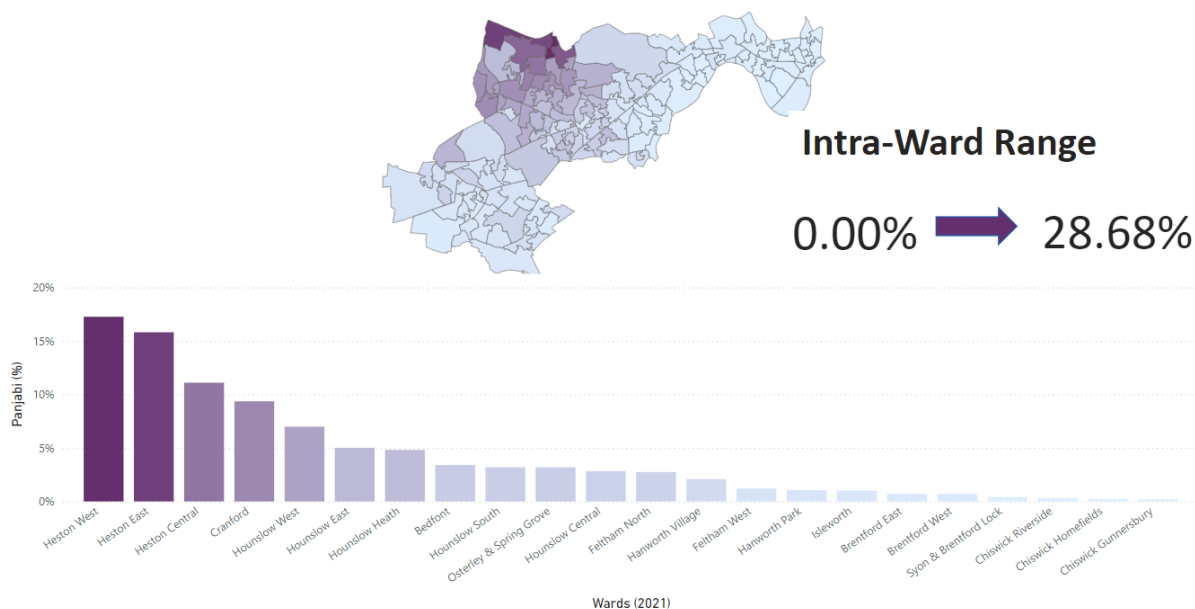 Intra-Ward Range
0.00% 28.68%
20%
15%
10%
5%
0%
Panjabi (%)
Heston West
Heston East
Heston Central
Cranford
Hounslow West
Hounslow East
Hounslow Heath
Bedfont
Hounslow South
Osterley & Spring Grove
Hounslow Central
Feltham North
Hanworth Village
Feltham West
Hanworth Park
Isleworth
Brentford East
Brentford West
Syon & Brentford Lock
Chiswick Riverside
Chiswick Homefields
Chiswick Gunnersbury
Wards (2021)